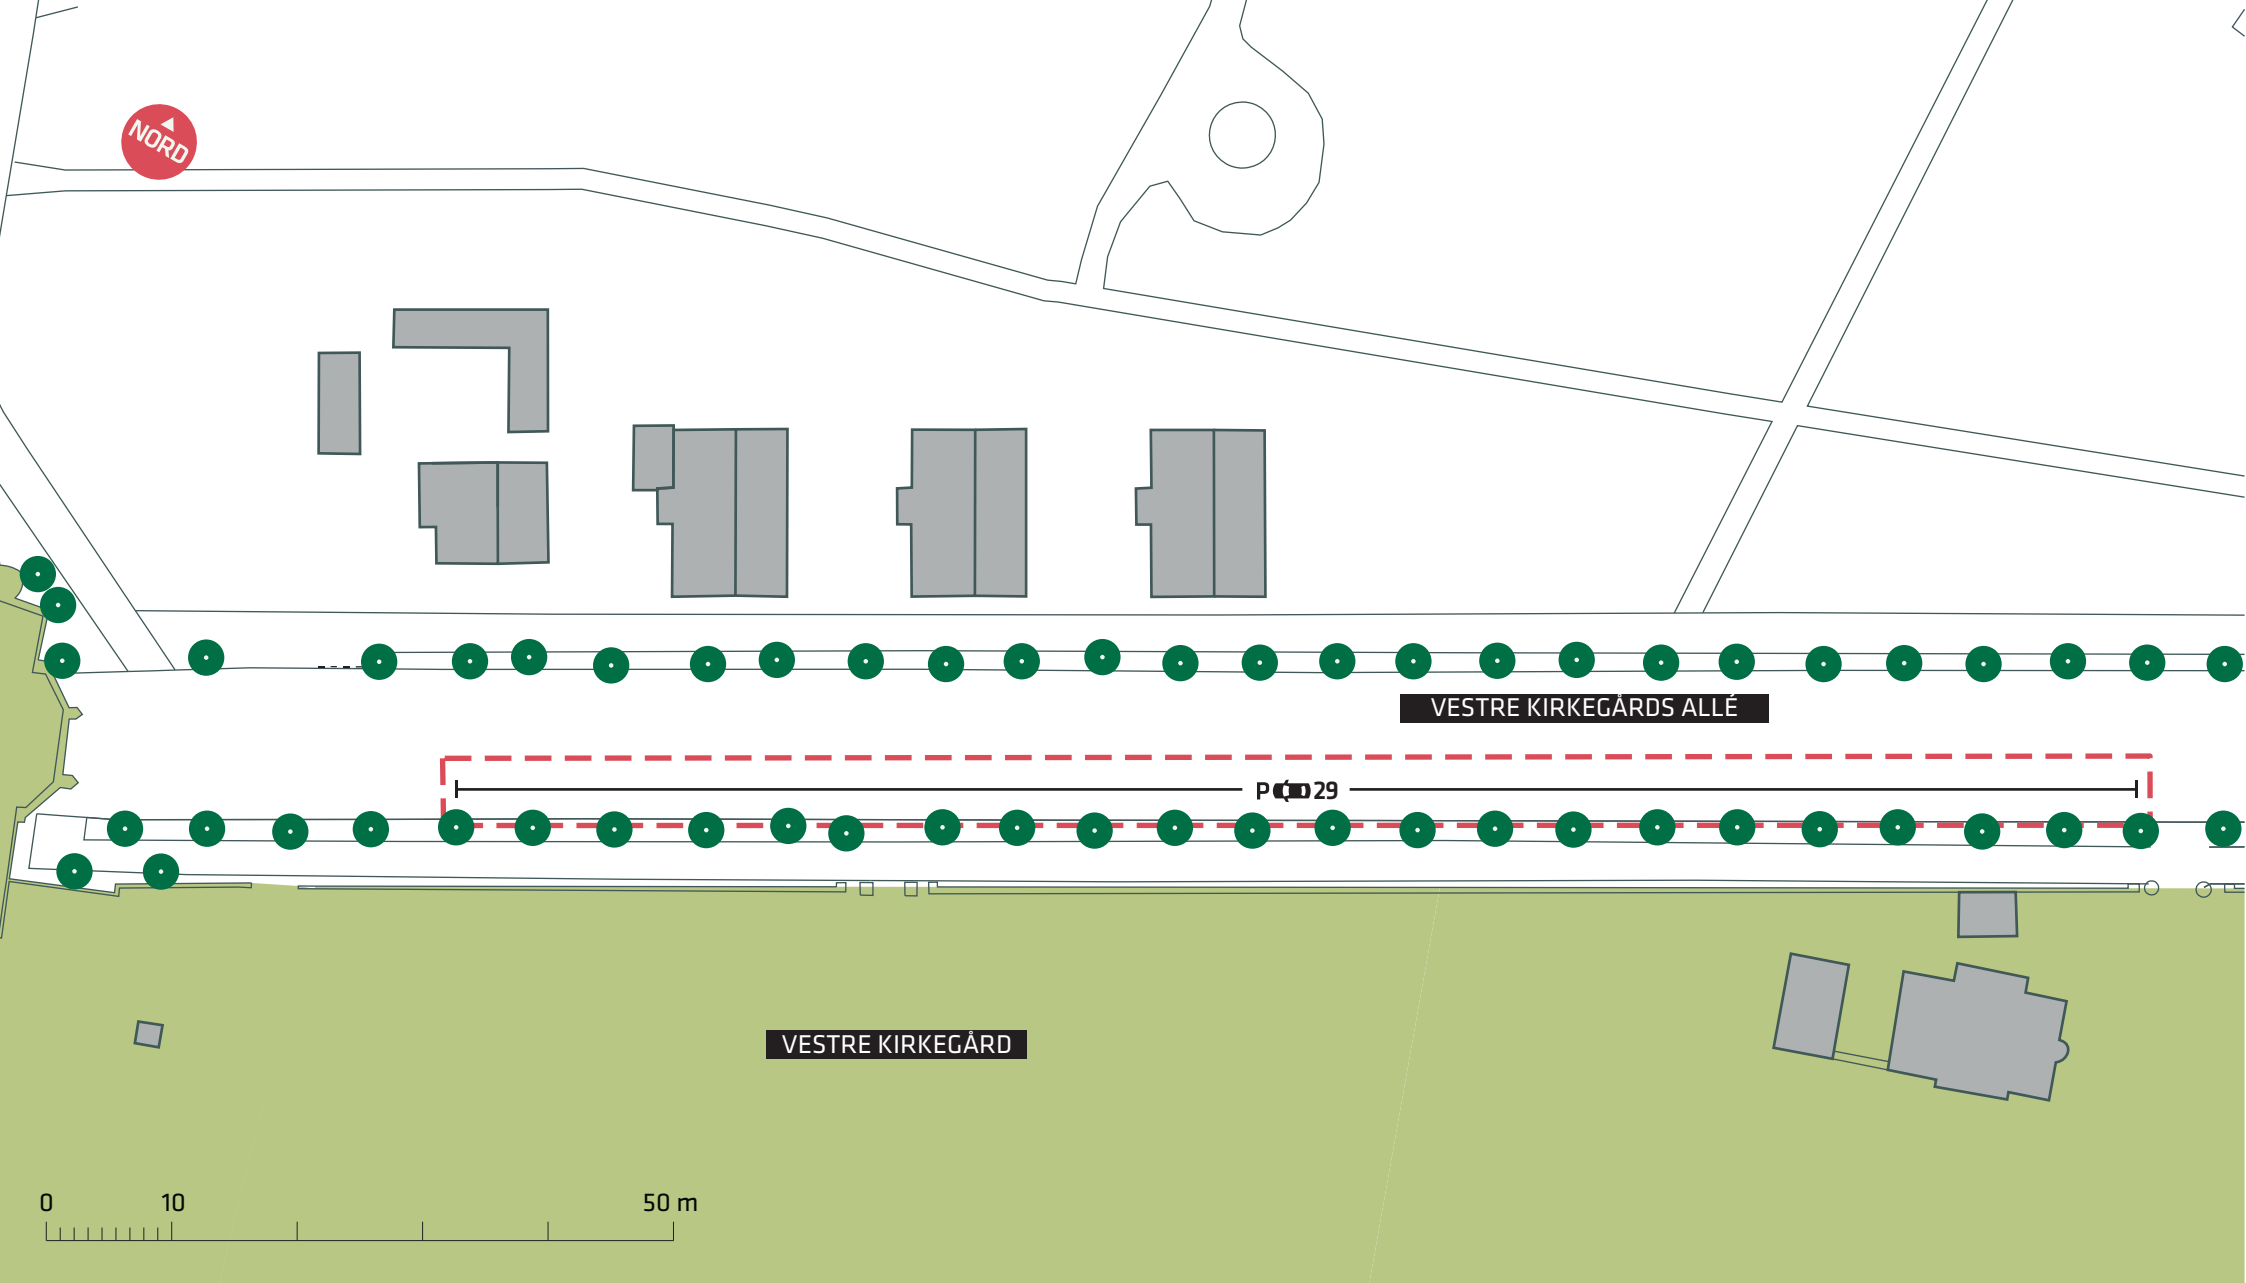 NORD
VESTRE KIRKEGÅRDS ALLÉ
P 29
VESTRE KIRKEGÅRD
0 10 50 m